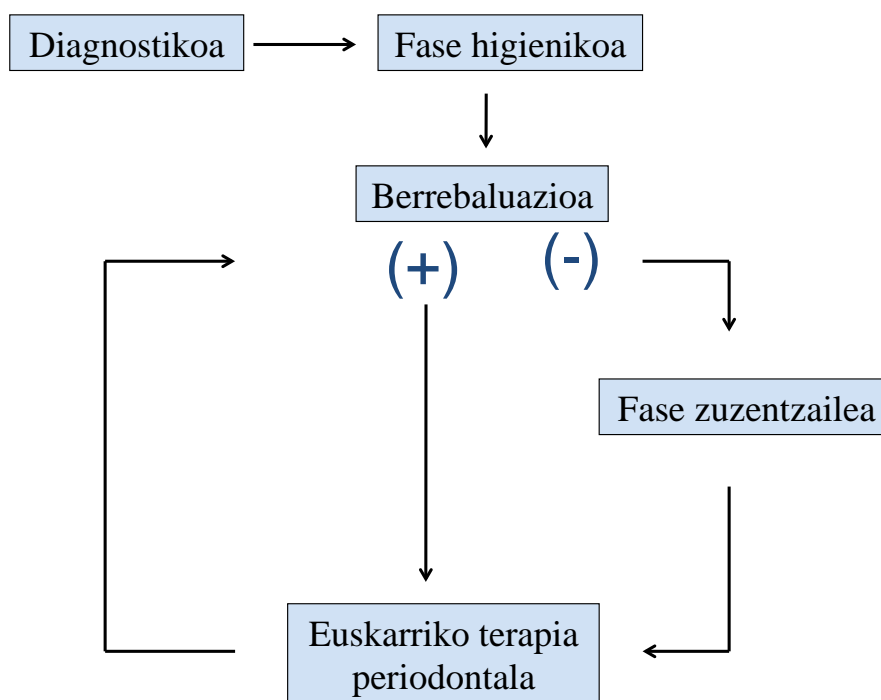 Diagnostikoa
Fase higienikoa
Berrebaluazioa
(+)
(-)
Fase zuzentzailea
Euskarriko terapia
periodontala